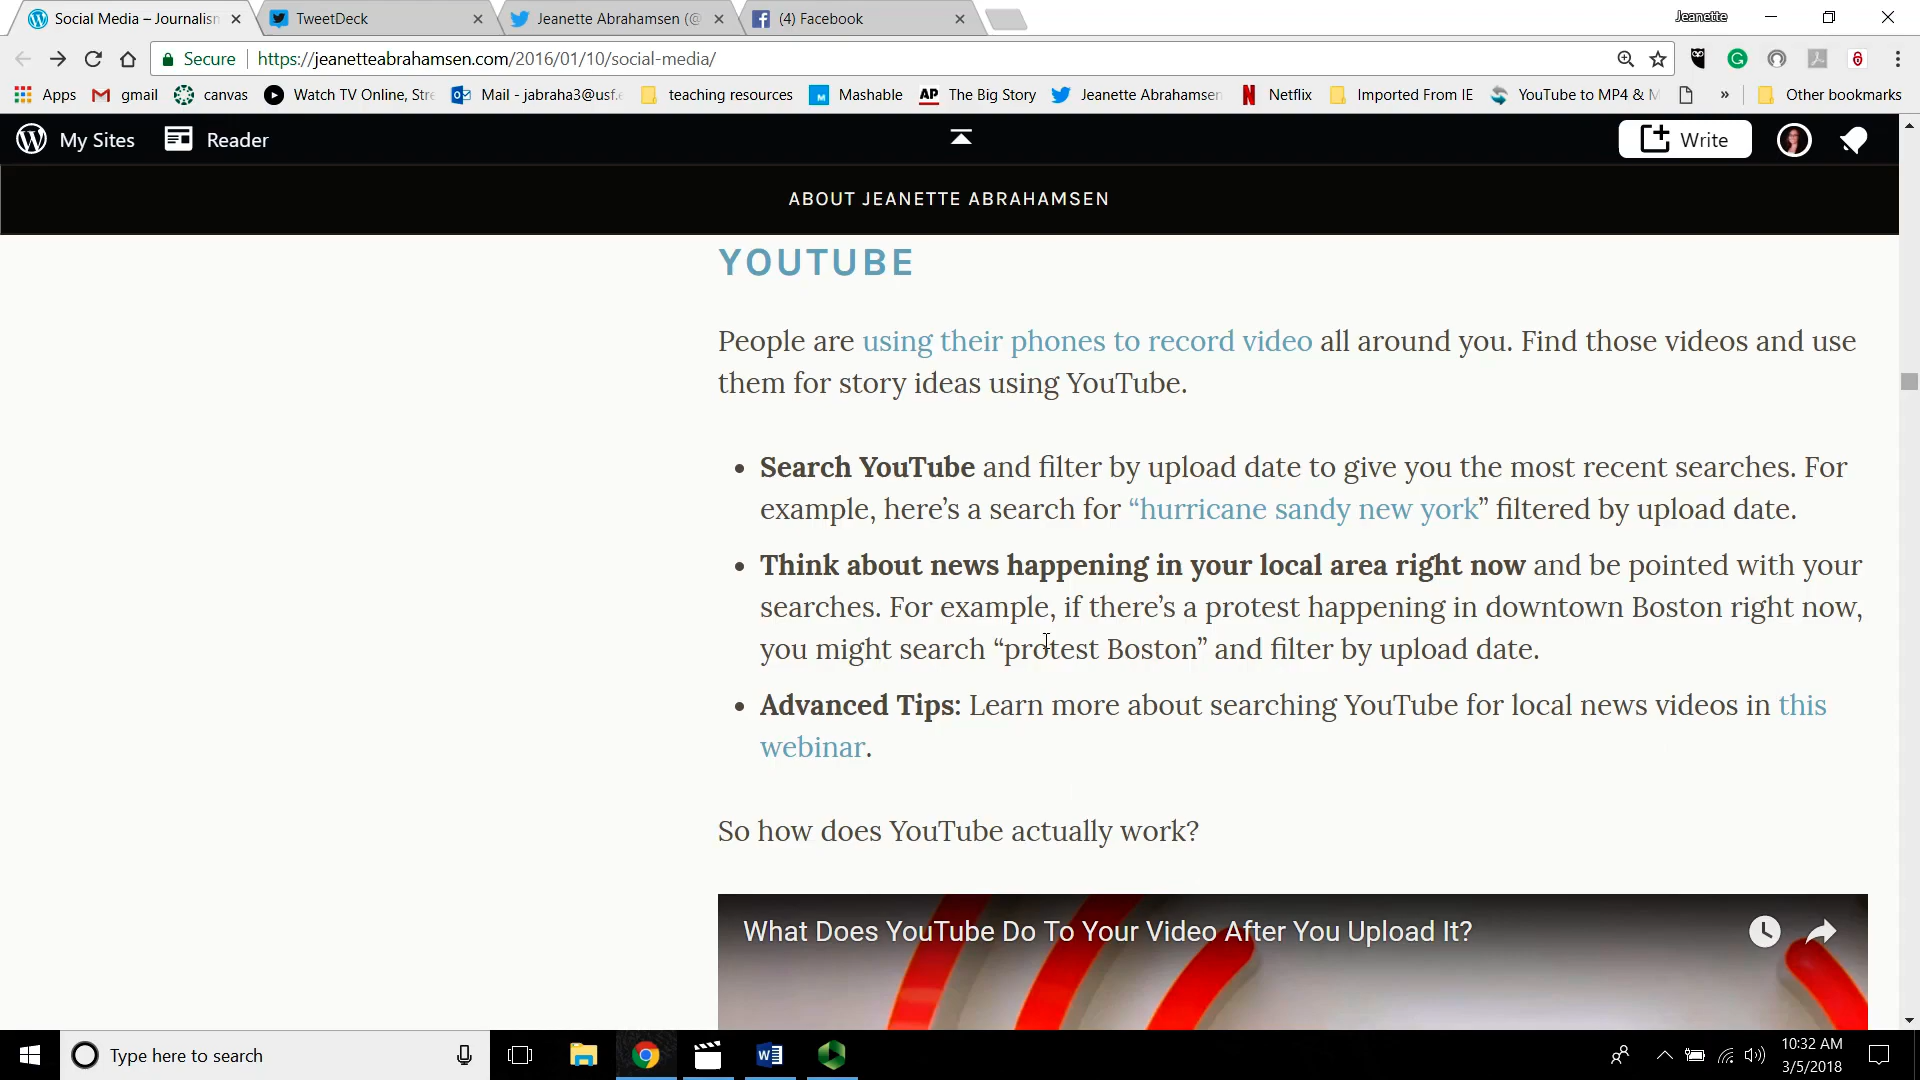 Social Media – Journalism
TweetDeck
Jeanette Abrahamsen (@
(4) Facebook
Jeanette
Secure
https://jeanetteabrahamsen.com/2016/01/10/social-media/
Apps
gmail
canvas
Watch TV Online, Stre
Mail - jabraha3@usf.e
teaching resources
Mashable
AP The Big Story
Jeanette Abrahamsen
Netflix
Imported From IE
YouTube to MP4 & M
»
Other bookmarks
My Sites
Reader
Write
ABOUT JEANETTE ABRAHAMSEN
YOUTUBE
People are using their phones to record video all around you. Find those videos and use
them for story ideas using YouTube.
• Search YouTube and filter by upload date to give you the most recent searches. For
example, here’s a search for “hurricane sandy new york” filtered by upload date.
• Think about news happening in your local area right now and be pointed with your
searches. For example, if there’s a protest happening in downtown Boston right now,
you might search “protest Boston” and filter by upload date.
• Advanced Tips: Learn more about searching YouTube for local news videos in this
webinar.
So how does YouTube actually work?
What Does YouTube Do To Your Video After You Upload It?
Type here to search
10:32 AM
3/5/2018